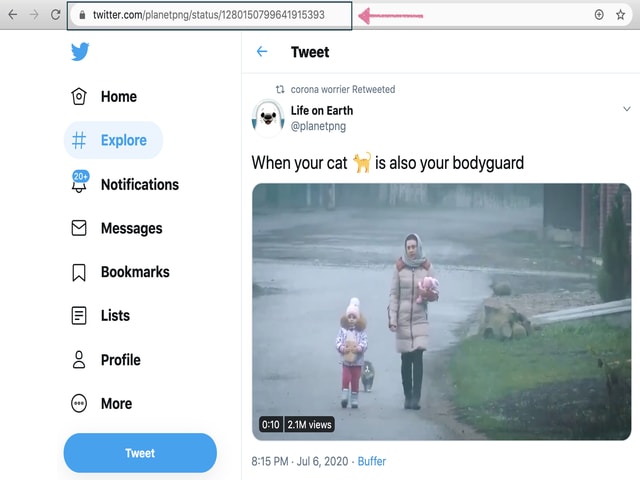 twitter.com/planetpng/status/1280150799641915393
Tweet
corona worrier Retweeted
Life on Earth
@planetpng
When your cat 🐈 is also your bodyguard
0:10 2.1M views
8:15 PM · Jul 6, 2020 · Buffer
Home
Explore
20+
Notifications
Messages
Bookmarks
Lists
Profile
More
Tweet